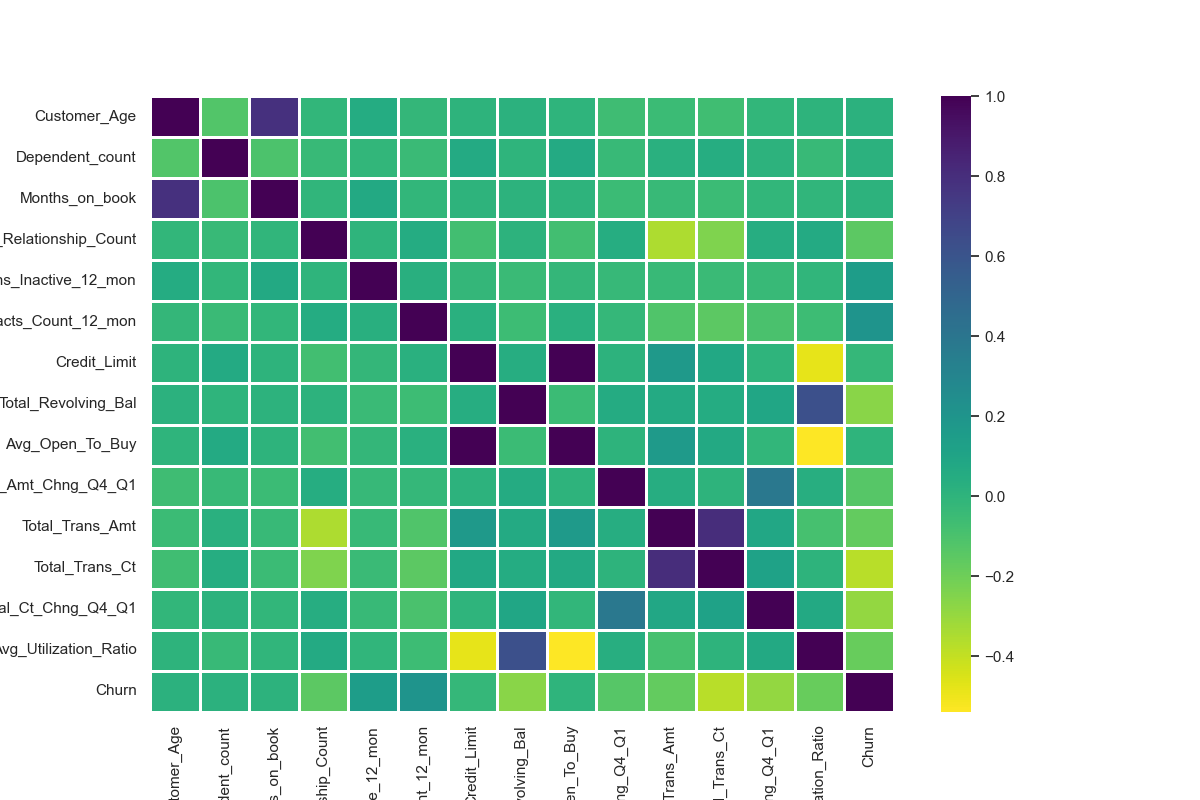 Customer_Age
Dependent_count
Months_on_book
_Relationship_Count
ns_Inactive_12_mon
acts_Count_12_mon
Credit_Limit
Total_Revolving_Bal
Avg_Open_To_Buy
_Amt_Chng_Q4_Q1
Total_Trans_Amt
Total_Trans_Ct
al_Ct_Chng_Q4_Q1
Avg_Utilization_Ratio
Churn
tomer_Age
dent_count
s_on_book
ship_Count
e_12_mon
nt_12_mon
Credit_Limit
volving_Bal
en_To_Buy
ng_Q4_Q1
Trans_Amt
l_Trans_Ct
ng_Q4_Q1
ation_Ratio
Churn
1.0
0.8
0.6
0.4
0.2
0.0
−0.2
−0.4